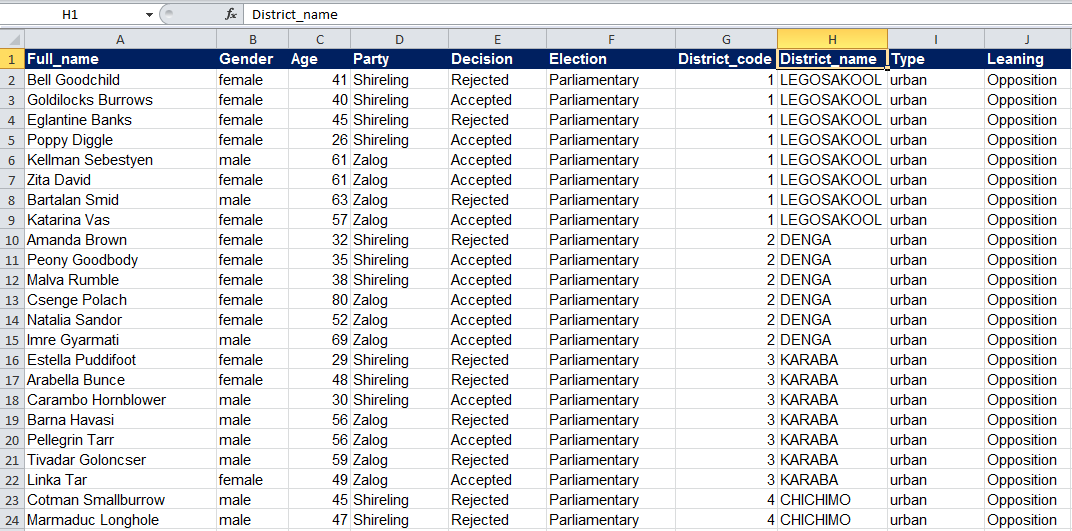 H1 fx District_name
A B C D E F G H I J
1 Full_name Gender Age Party Decision Election District_code District_name Type Leaning
2 Bell Goodchild female 41 Shireling Rejected Parliamentary 1 LEGOSAKOOL urban Opposition
3 Goldilocks Burrows female 40 Shireling Accepted Parliamentary 1 LEGOSAKOOL urban Opposition
4 Eglantine Banks female 45 Shireling Rejected Parliamentary 1 LEGOSAKOOL urban Opposition
5 Poppy Diggle female 26 Shireling Accepted Parliamentary 1 LEGOSAKOOL urban Opposition
6 Kellman Sebestyen male 61 Zalog Accepted Parliamentary 1 LEGOSAKOOL urban Opposition
7 Zita David female 61 Zalog Accepted Parliamentary 1 LEGOSAKOOL urban Opposition
8 Bartalan Smid male 63 Zalog Rejected Parliamentary 1 LEGOSAKOOL urban Opposition
9 Katarina Vas female 57 Zalog Accepted Parliamentary 1 LEGOSAKOOL urban Opposition
10 Amanda Brown female 32 Shireling Rejected Parliamentary 2 DENGA urban Opposition
11 Peony Goodbody female 35 Shireling Accepted Parliamentary 2 DENGA urban Opposition
12 Malva Rumble female 38 Shireling Accepted Parliamentary 2 DENGA urban Opposition
13 Csenge Polach female 80 Zalog Accepted Parliamentary 2 DENGA urban Opposition
14 Natalia Sandor female 52 Zalog Accepted Parliamentary 2 DENGA urban Opposition
15 Imre Gyarmati male 69 Zalog Accepted Parliamentary 2 DENGA urban Opposition
16 Estella Puddifoot female 29 Shireling Rejected Parliamentary 3 KARABA urban Opposition
17 Arabella Bunce female 48 Shireling Rejected Parliamentary 3 KARABA urban Opposition
18 Carambo Hornblower male 30 Shireling Accepted Parliamentary 3 KARABA urban Opposition
19 Barna Havasi male 56 Zalog Rejected Parliamentary 3 KARABA urban Opposition
20 Pellegrin Tarr male 56 Zalog Accepted Parliamentary 3 KARABA urban Opposition
21 Tivadar Goloncser male 59 Zalog Rejected Parliamentary 3 KARABA urban Opposition
22 Linka Tar female 49 Zalog Accepted Parliamentary 3 KARABA urban Opposition
23 Cotman Smallburrow male 45 Shireling Rejected Parliamentary 4 CHICHIMO urban Opposition
24 Marmaduc Longhole male 47 Shireling Rejected Parliamentary 4 CHICHIMO urban Opposition